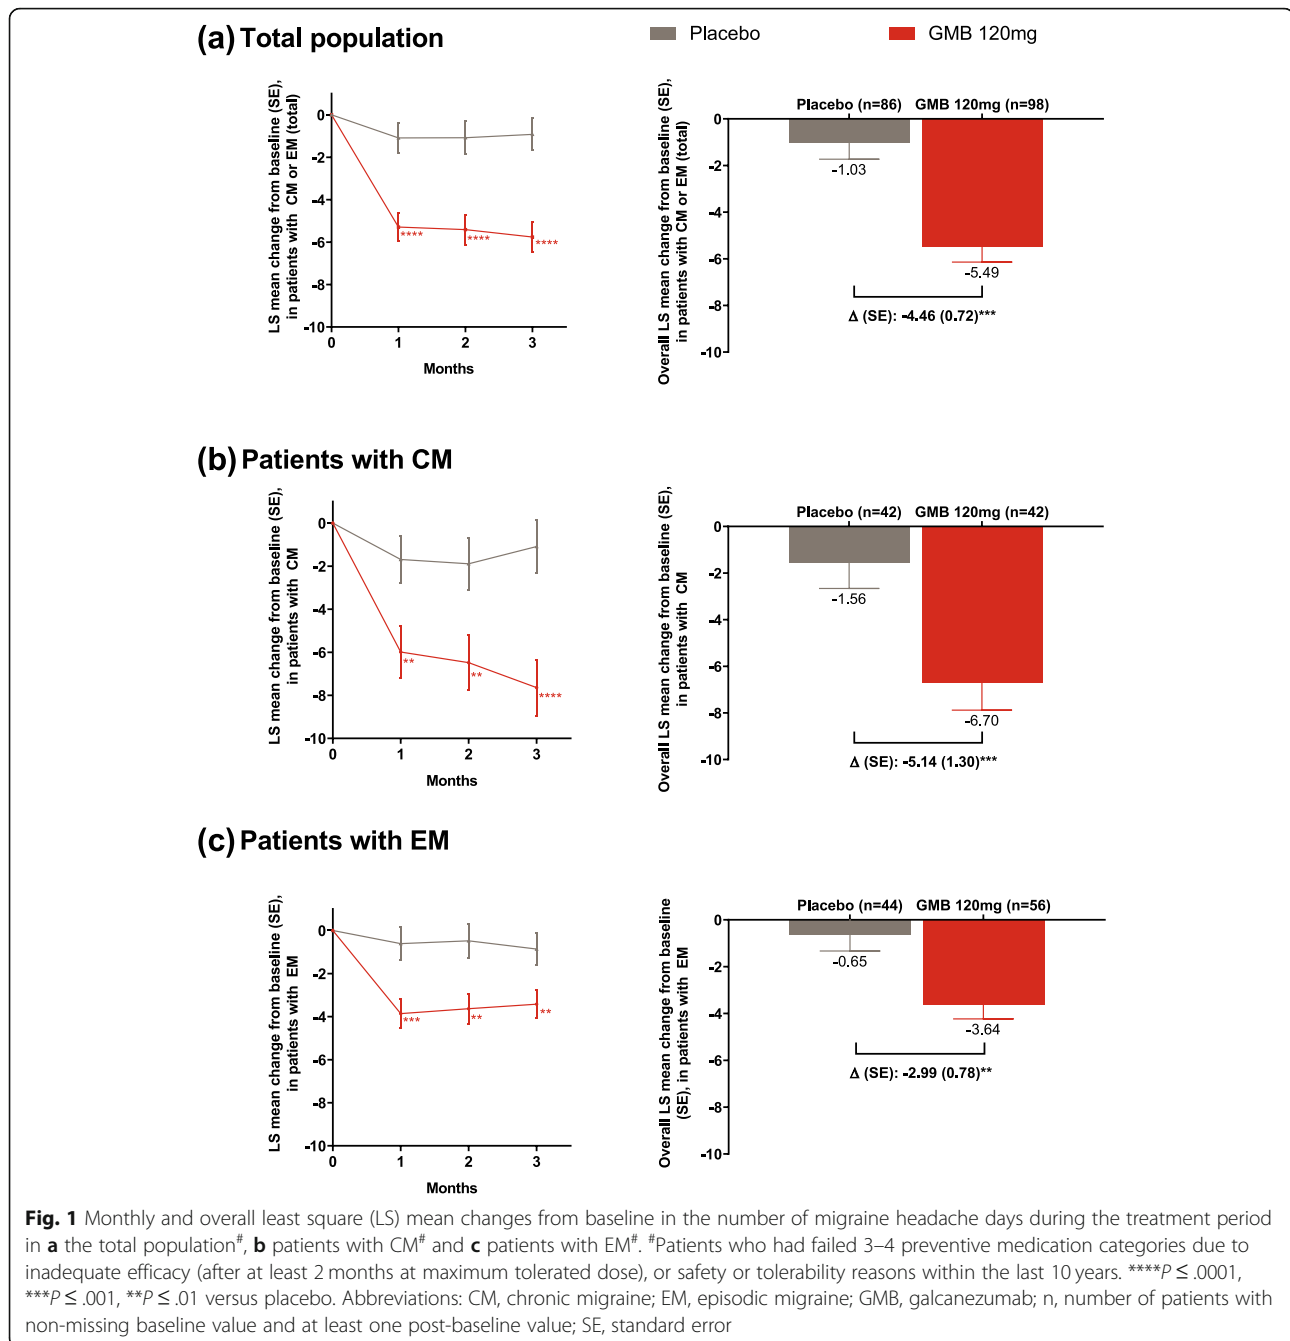 (a) Total population
Placebo
GMB 120mg
LS mean change from baseline (SE),
in patients with CM or EM (total)
0
-2
-4
-6
-8
-10
****
****
****
0 1 2 3
Months
Overall LS mean change from baseline (SE),
in patients with CM or EM (total)
Placebo (n=86) GMB 120mg (n=98)
0
-2
-4
-6
-8
-10
-1.03
-5.49
Δ (SE): -4.46 (0.72)***
(b) Patients with CM
LS mean change from baseline (SE),
in patients with CM
0
-2
-4
-6
-8
-10
**
**
****
0 1 2 3
Months
Overall LS mean change from baseline (SE),
in patients with CM
Placebo (n=42) GMB 120mg (n=42)
0
-2
-4
-6
-8
-10
-1.56
-6.70
Δ (SE): -5.14 (1.30)***
(c) Patients with EM
LS mean change from baseline (SE),
in patients with EM
0
-2
-4
-6
-8
-10
***
**
**
0 1 2 3
Months
Overall LS mean change from baseline
(SE), in patients with EM
Placebo (n=44) GMB 120mg (n=56)
0
-2
-4
-6
-8
-10
-0.65
-3.64
Δ (SE): -2.99 (0.78)**
Fig. 1 Monthly and overall least square (LS) mean changes from baseline in the number of migraine headache days during the treatment period
in a the total population#, b patients with CM# and c patients with EM#. #Patients who had failed 3–4 preventive medication categories due to
inadequate efficacy (after at least 2 months at maximum tolerated dose), or safety or tolerability reasons within the last 10 years. ****P ≤ .0001,
***P ≤ .001, **P ≤ .01 versus placebo. Abbreviations: CM, chronic migraine; EM, episodic migraine; GMB, galcanezumab; n, number of patients with
non-missing baseline value and at least one post-baseline value; SE, standard error